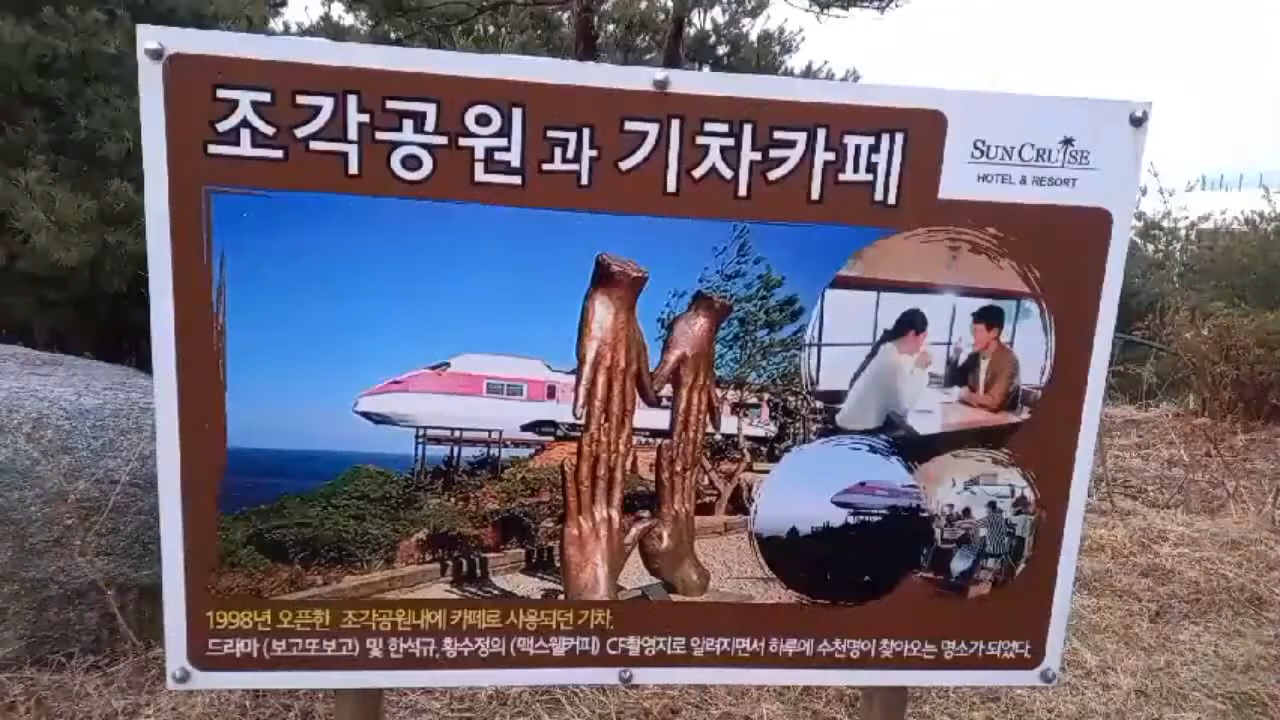 조각공원과 기차카페
SUN CRUISE
HOTEL & RESORT
1998년 오픈한 조각공원내에 카페로 사용되던 기차,
드라마 (보고또보고) 및 한석규,황수정의 (맥스웰커피) CF촬영지로 알려지면서 하루에 수천명이 찾아오는 명소가 되었다.